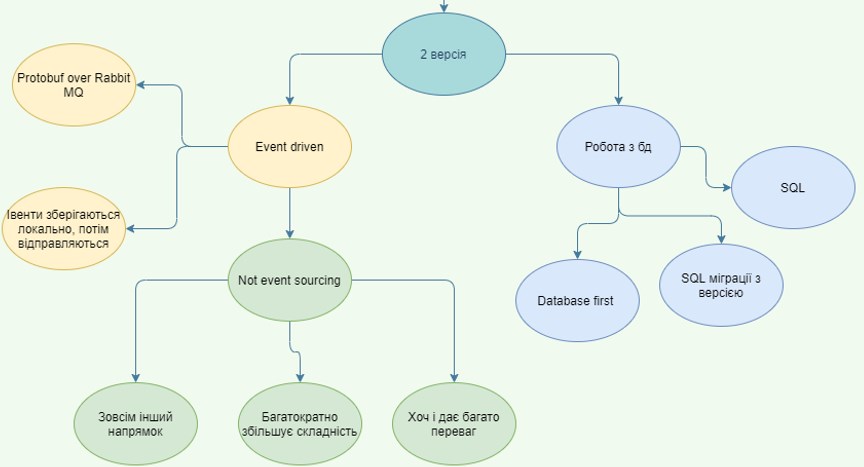 2 версія
Protobuf over Rabbit
MQ
Event driven
Робота з бд
SQL
Івенти зберігаються
локально, потім
відправляються
Not event sourcing
Database first
SQL міграції з
версією
Зовсім інший
напрямок
Багатократно
збільшує складність
Хоч і дає багато
переваг